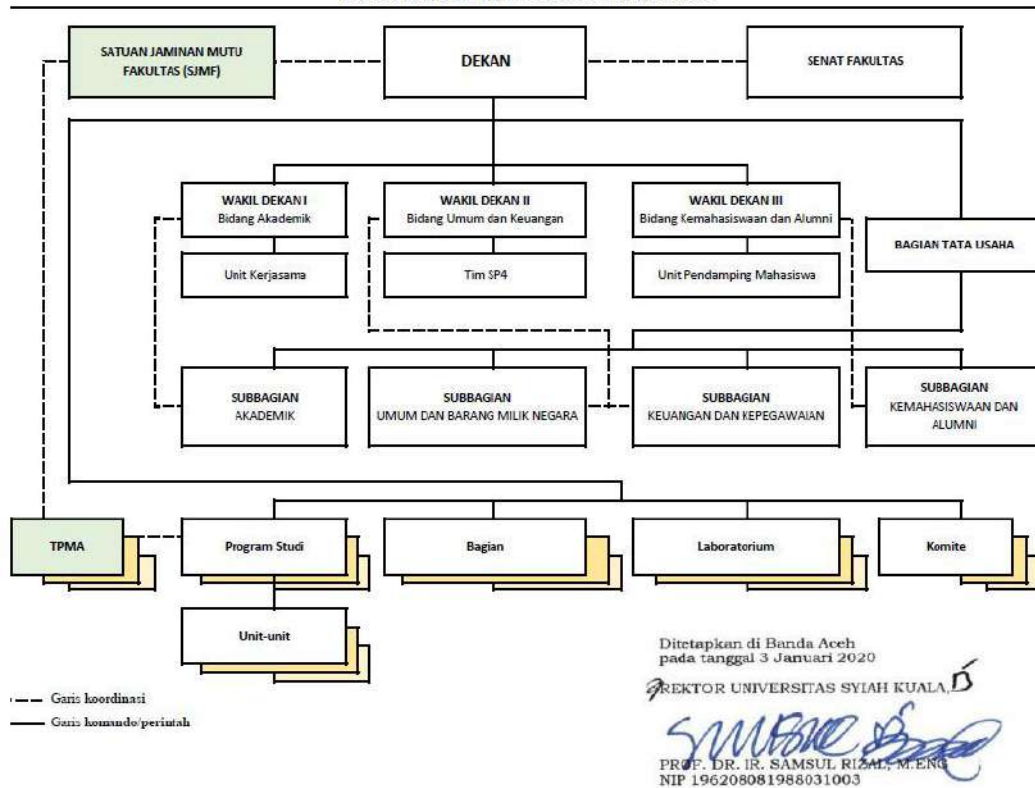 SATUAN JAMINAN MUTU
FAKULTAS (SJMF)
DEKAN
SENAT FAKULTAS
WAKIL DEKAN I
Bidang Akademik
WAKIL DEKAN II
Bidang Umum dan Keuangan
WAKIL DEKAN III
Bidang Kemahasiswaan dan Alumni
BAGIAN TATA USAHA
Unit Kerjasama
Tim SP4
Unit Pendamping Mahasiswa
SUBBAGIAN
AKADEMIK
SUBBAGIAN
UMUM DAN BARANG MILIK NEGARA
SUBBAGIAN
KEUANGAN DAN KEPEGAWAIAN
SUBBAGIAN
KEMAHASISWAAN DAN
ALUMNI
TPMA
Program Studi
Bagian
Laboratorium
Komite
Unit-unit
Garis koordinasi
Garis komando/perintah
Ditetapkan di Banda Aceh
pada tanggal 3 Januari 2020
REKTOR UNIVERSITAS SYIAH KUALA,
PROF. DR. IR. SAMSUL RIZAL, M.ENG
NIP 196208081988031003